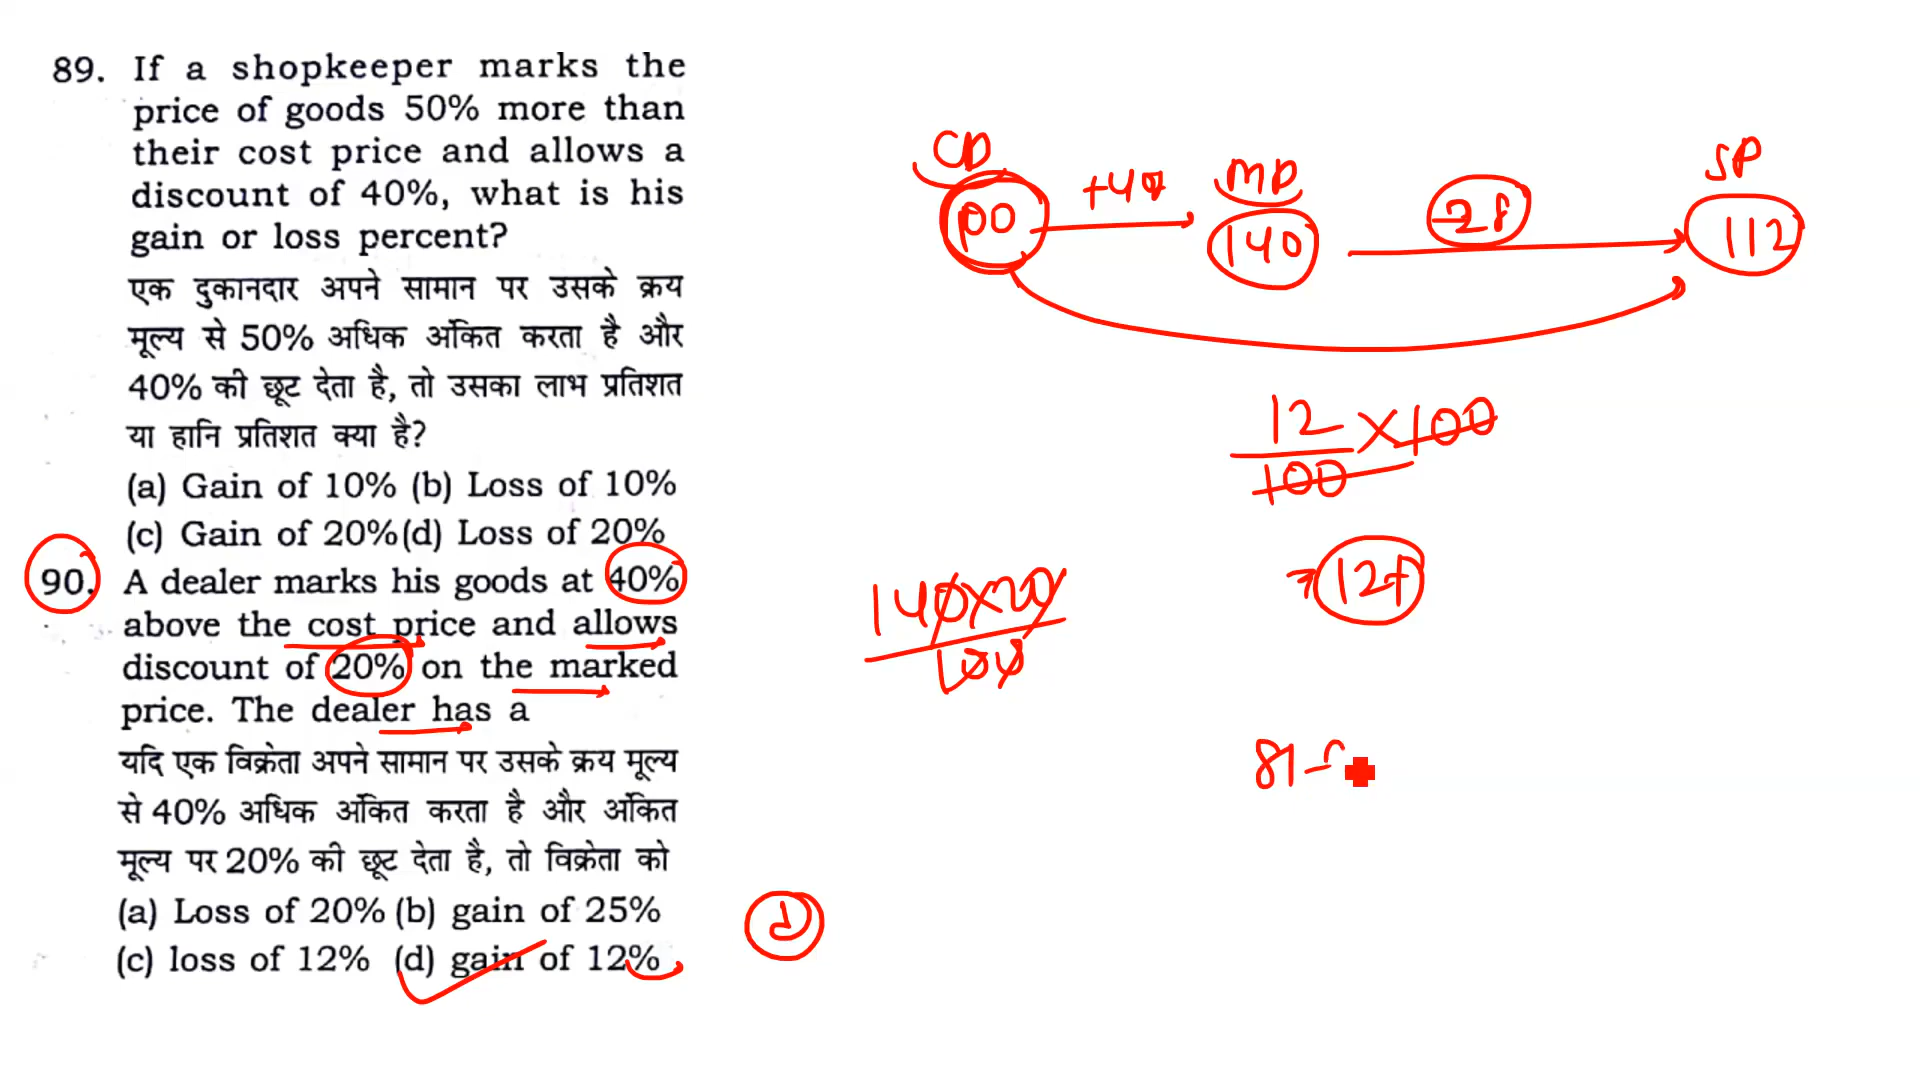 89. If a shopkeeper marks the
price of goods 50% more than
their cost price and allows a
discount of 40%, what is his
gain or loss percent?
एक दुकानदार अपने सामान पर उसके क्रय
मूल्य से 50% अधिक अंकित करता है और
40% की छूट देता है, तो उसका लाभ प्रतिशत
या हानि प्रतिशत क्या है?
(a) Gain of 10% (b) Loss of 10%
(c) Gain of 20% (d) Loss of 20%
90. A dealer marks his goods at 40%
above the cost price and allows
discount of 20% on the marked
price. The dealer has a
यदि एक विक्रेता अपने सामान पर उसके क्रय मूल्य
से 40% अधिक अंकित करता है और अंकित
मूल्य पर 20% की छूट देता है, तो विक्रेता को
(a) Loss of 20% (b) gain of 25%
(c) loss of 12% (d) gain of 12%
d
CP MP SP
100 +40 140 -28 112
12 × 100
100
12%
140×20
100
81-